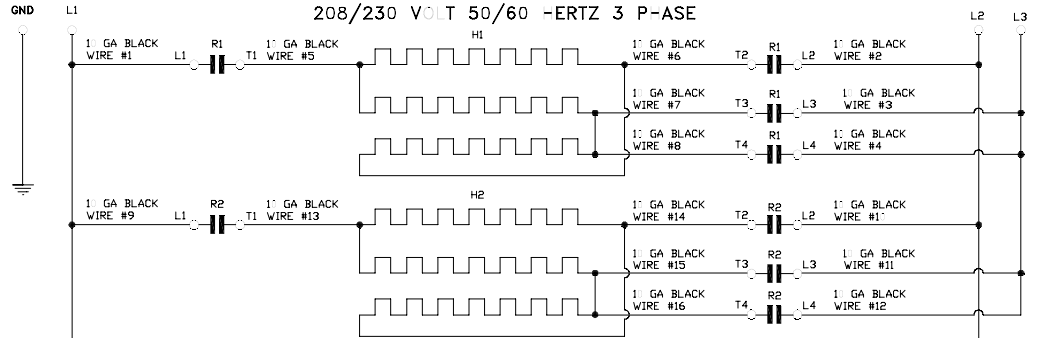 GND
L1
208/230 VOLT 50/60 HERTZ 3 PHASE
L2
L3
H1
GA BLACK
WIRE #1
L1
R1
T1
GA BLACK
WIRE #5
GA BLACK
WIRE #6
T2
R1
L2
GA BLACK
WIRE #2
GA BLACK
WIRE #7
T3
R1
L3
GA BLACK
WIRE #3
GA BLACK
WIRE #8
T4
R1
L4
GA BLACK
WIRE #4
H2
GA BLACK
WIRE #9
L1
R2
T1
GA BLACK
WIRE #13
GA BLACK
WIRE #14
T2
R2
L2
GA BLACK
WIRE
GA BLACK
WIRE #15
T3
R2
L3
GA BLACK
WIRE #11
GA BLACK
WIRE #16
T4
R2
L4
GA BLACK
WIRE #12